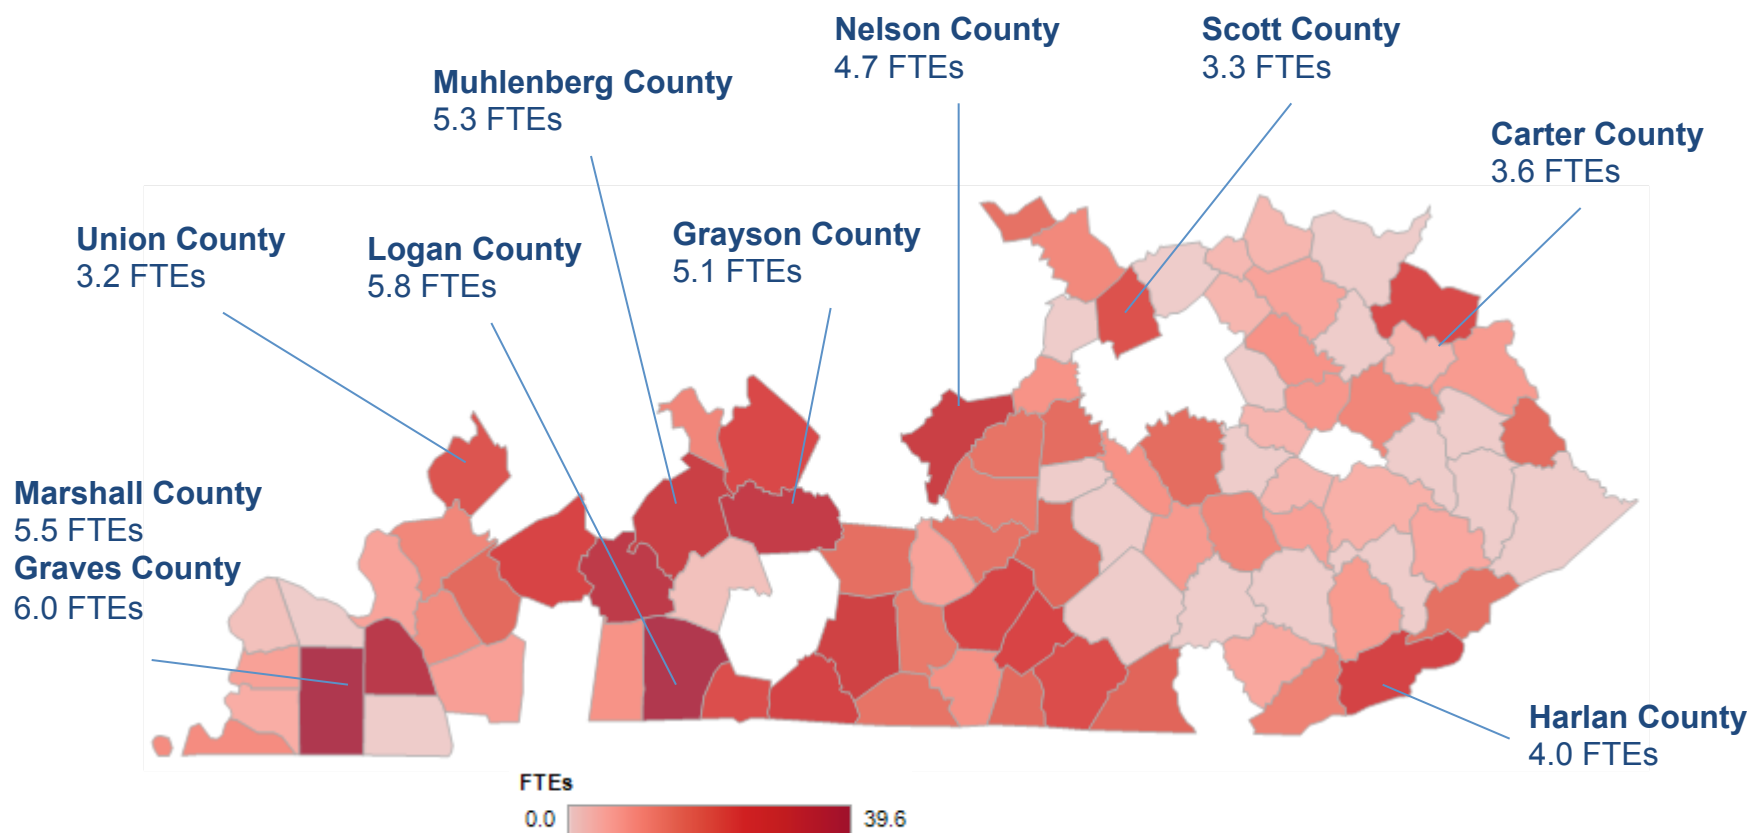 Nelson County
4.7 FTEs
Scott County
3.3 FTEs
Muhlenberg County
5.3 FTEs
Carter County
3.6 FTEs
Union County
3.2 FTEs
Logan County
5.8 FTEs
Grayson County
5.1 FTEs
Marshall County
5.5 FTEs
Graves County
6.0 FTEs
Harlan County
4.0 FTEs
FTEs
0.0 39.6